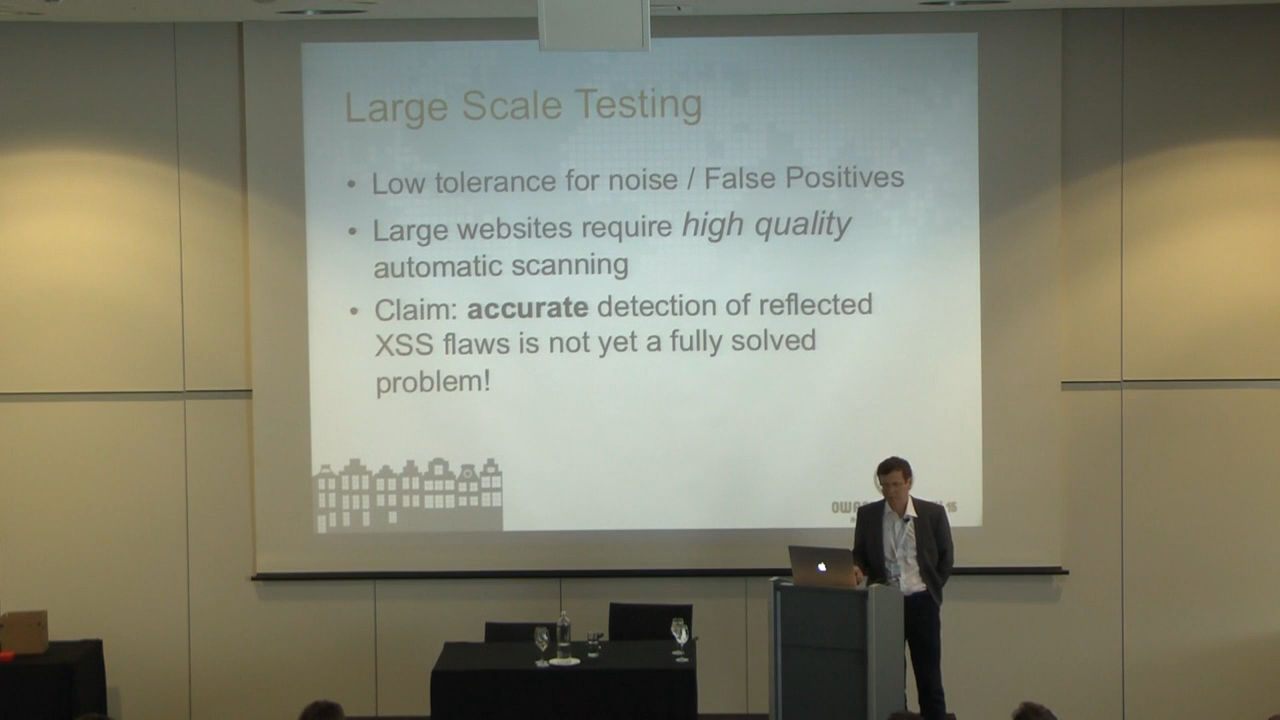 Large Scale Testing
• Low tolerance for noise / False Positives
• Large websites require high quality
automatic scanning
• Claim: accurate detection of reflected
XSS flaws is not yet a fully solved
problem!